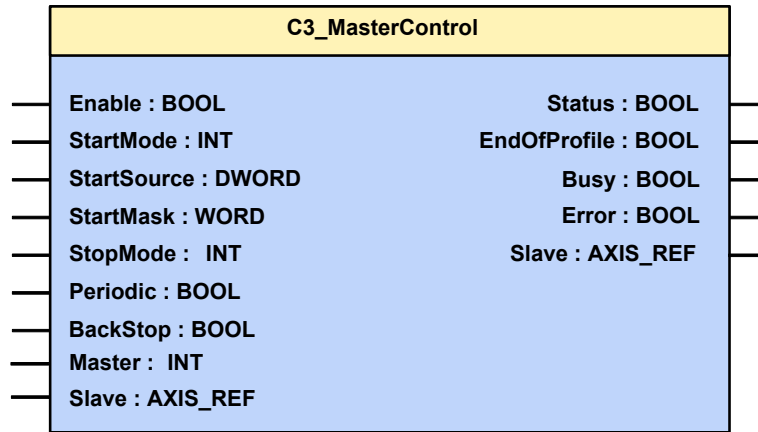 C3_MasterControl
Enable : BOOL Status : BOOL
StartMode : INT EndOfProfile : BOOL
StartSource : DWORD Busy : BOOL
StartMask : WORD Error : BOOL
StopMode : INT Slave : AXIS_REF
Periodic : BOOL
BackStop : BOOL
Master : INT
Slave : AXIS_REF